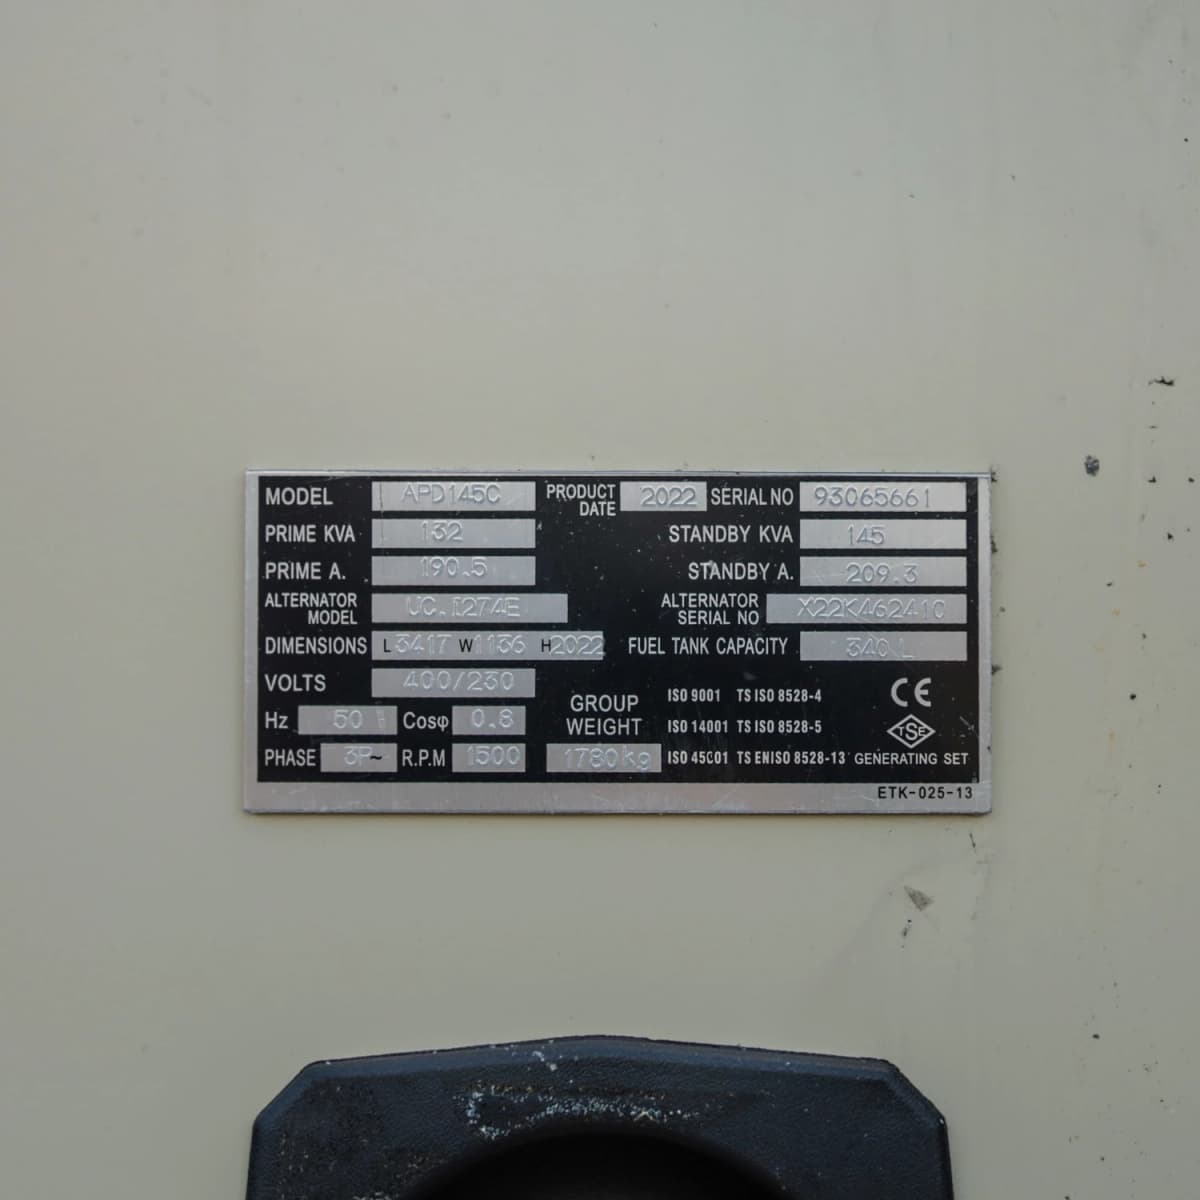 MODEL APD145C PRODUCT DATE 2022 SERIAL NO 93065661
PRIME KVA 132 STANDBY KVA 145
PRIME A. 190.5 STANDBY A. 209.3
ALTERNATOR MODEL UC.I274E ALTERNATOR SERIAL NO X22K462410
DIMENSIONS L 3417 W 1136 H 2022 FUEL TANK CAPACITY 340 L
VOLTS 400/230
Hz 50 Cosφ 0.8
PHASE 3P~ R.P.M 1500
GROUP WEIGHT 1780kg
ISO 9001 TS ISO 8528-4
ISO 14001 TS ISO 8528-5
ISO 45001 TS ENISO 8528-13
CE
TSE
GENERATING SET
ETK-025-13